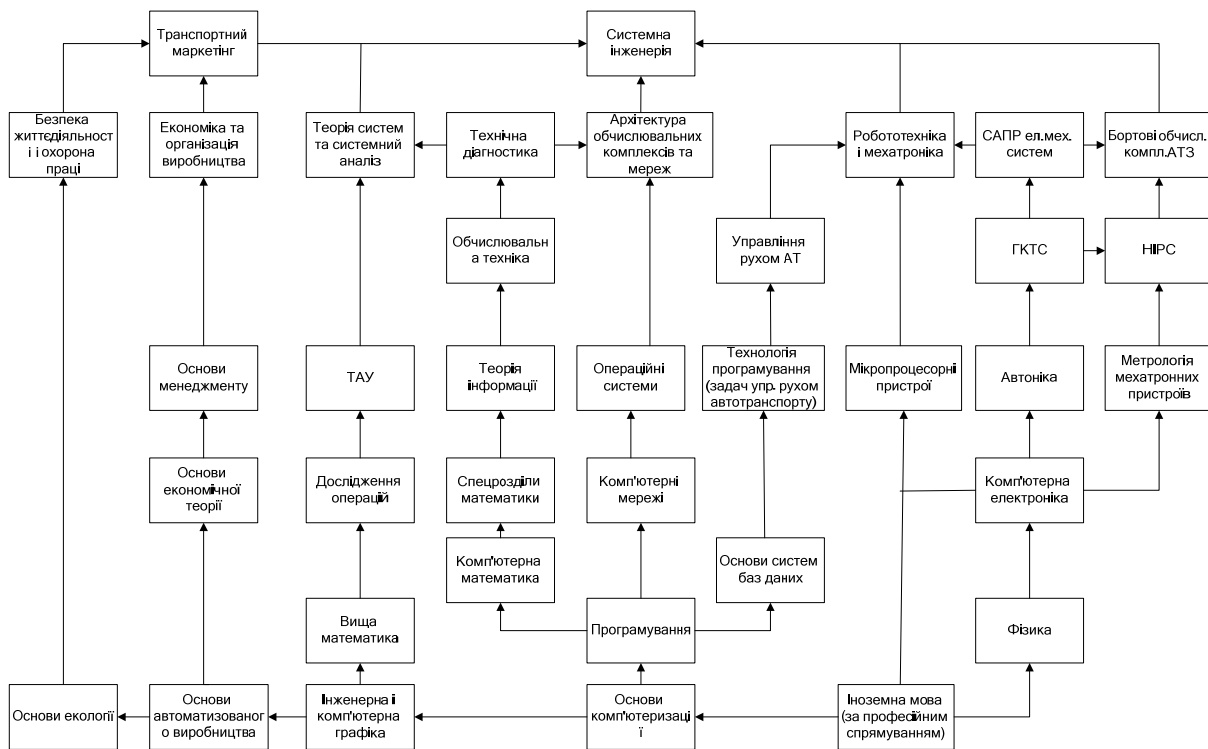 Транспортний
маркетінг
Системна
інженерія
Безпека
життєдіяльност
і і охорона
праці
Економіка та
організація
виробництва
Теорія систем
та системний
аналіз
Технічна
діагностика
Архітектура
обчислювальних
комплексів та
мереж
Робототехніка
і мехатроніка
САПР ел.мех.
систем
Бортові обчисл.
компл.АТЗ
Обчислювальн
а техніка
Управління
рухом АТ
ГКТС
НІРС
Основи
менеджменту
ТАУ
Теорія
інформації
Операційні
системи
Технологія
програмування
(задач упр. рухом
автотранспорту)
Мікропроцесорні
пристрої
Автоніка
Метрологія
мехатронних
пристроїв
Основи
економічної
теорії
Дослідження
операцій
Спецрозділи
математики
Комп'ютерні
мережі
Комп'ютерна
електроніка
Комп'ютерна
математика
Основи систем
баз даних
Вища
математика
Програмування
Фізика
Основи екології
Основи
автоматизованог
о виробництва
Інженерна і
комп'ютерна
графіка
Основи
комп'ютеризаці
ї
Іноземна мова
(за професійним
спрямуванням)